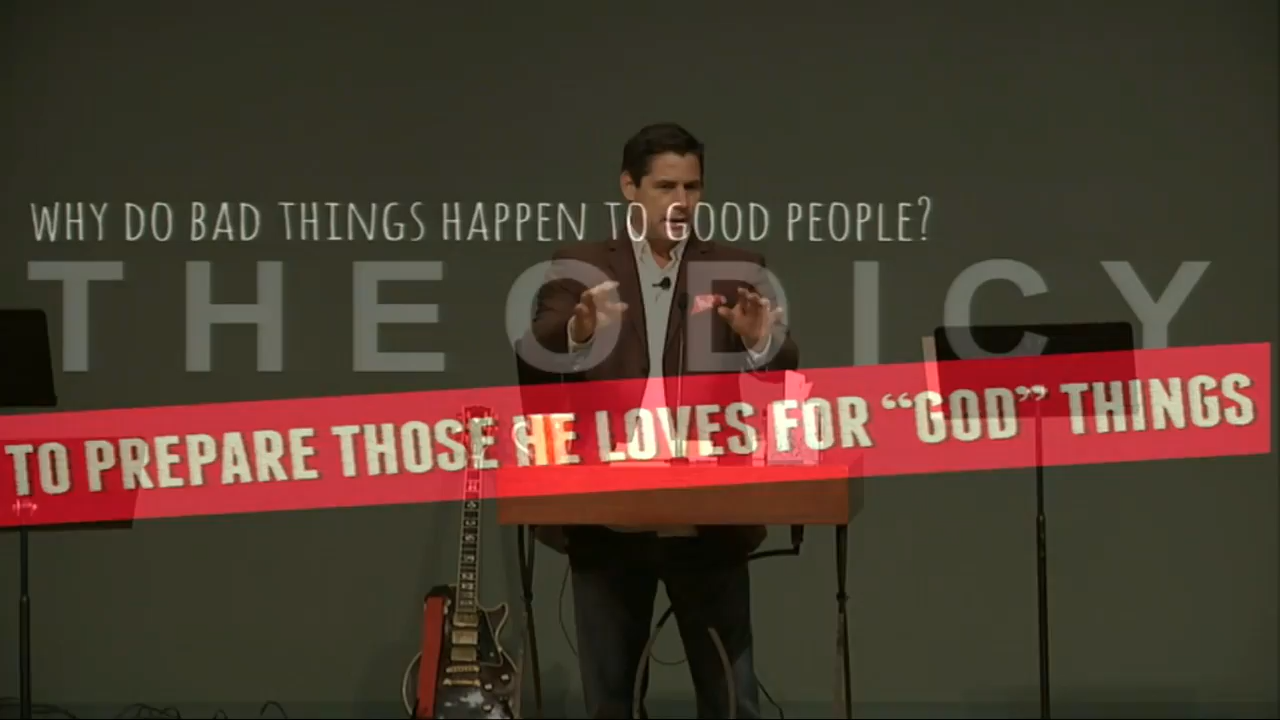 WHY DO BAD THINGS HAPPEN TO GOOD PEOPLE?
THEODICY
TO PREPARE THOSE HE LOVES FOR “GOD” THINGS